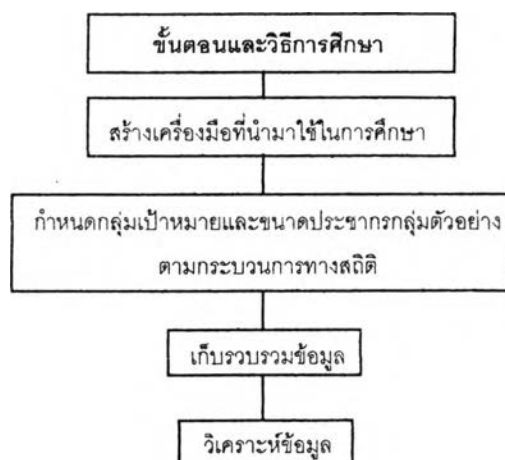 ขั้นตอนและวิธีการศึกษา
สร้างเครื่องมือที่นำมาใช้ในการศึกษา
กำหนดกลุ่มเป้าหมายและขนาดประชากรกลุ่มตัวอย่าง
ตามกระบวนการทางสถิติ
เก็บรวบรวมข้อมูล
วิเคราะห์ข้อมูล